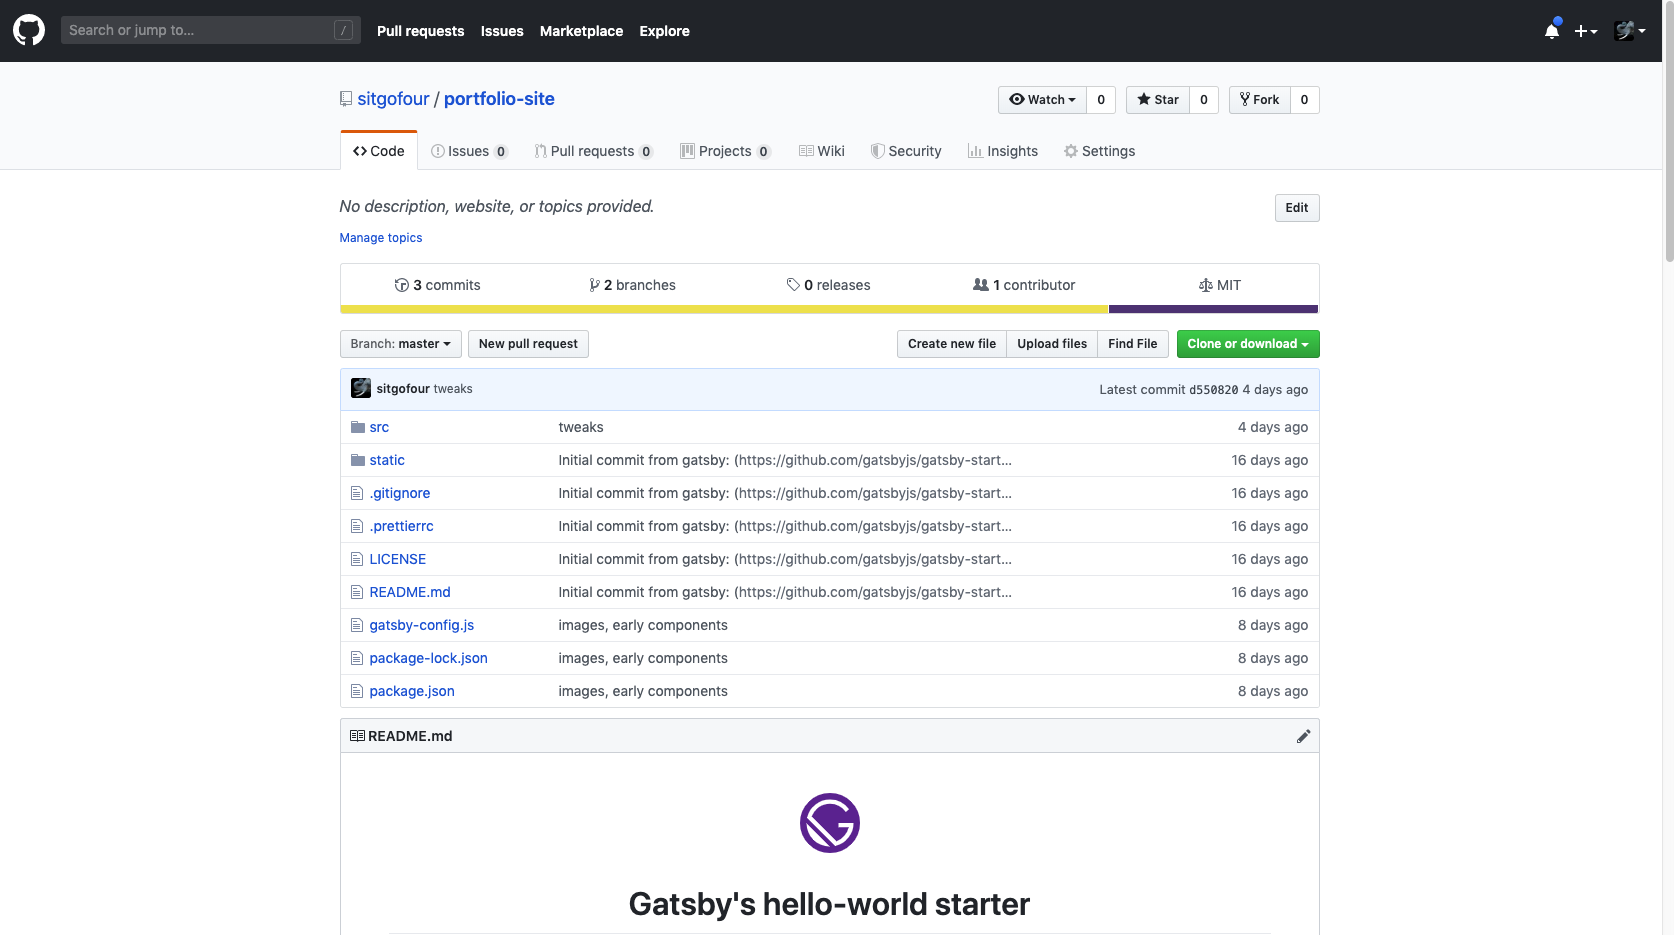 Search or jump to... /
Pull requests Issues Marketplace Explore
sitgofour / portfolio-site
Watch 0 Star 0 Fork 0
Code Issues 0 Pull requests 0 Projects 0 Wiki Security Insights Settings
No description, website, or topics provided. Edit
Manage topics
3 commits 2 branches 0 releases 1 contributor MIT
Branch: master New pull request Create new file Upload files Find File Clone or download
sitgofour tweaks Latest commit d550820 4 days ago
src tweaks 4 days ago
static Initial commit from gatsby: (https://github.com/gatsbyjs/gatsby-start... 16 days ago
.gitignore Initial commit from gatsby: (https://github.com/gatsbyjs/gatsby-start... 16 days ago
.prettierrc Initial commit from gatsby: (https://github.com/gatsbyjs/gatsby-start... 16 days ago
LICENSE Initial commit from gatsby: (https://github.com/gatsbyjs/gatsby-start... 16 days ago
README.md Initial commit from gatsby: (https://github.com/gatsbyjs/gatsby-start... 16 days ago
gatsby-config.js images, early components 8 days ago
package-lock.json images, early components 8 days ago
package.json images, early components 8 days ago
README.md
Gatsby's hello-world starter